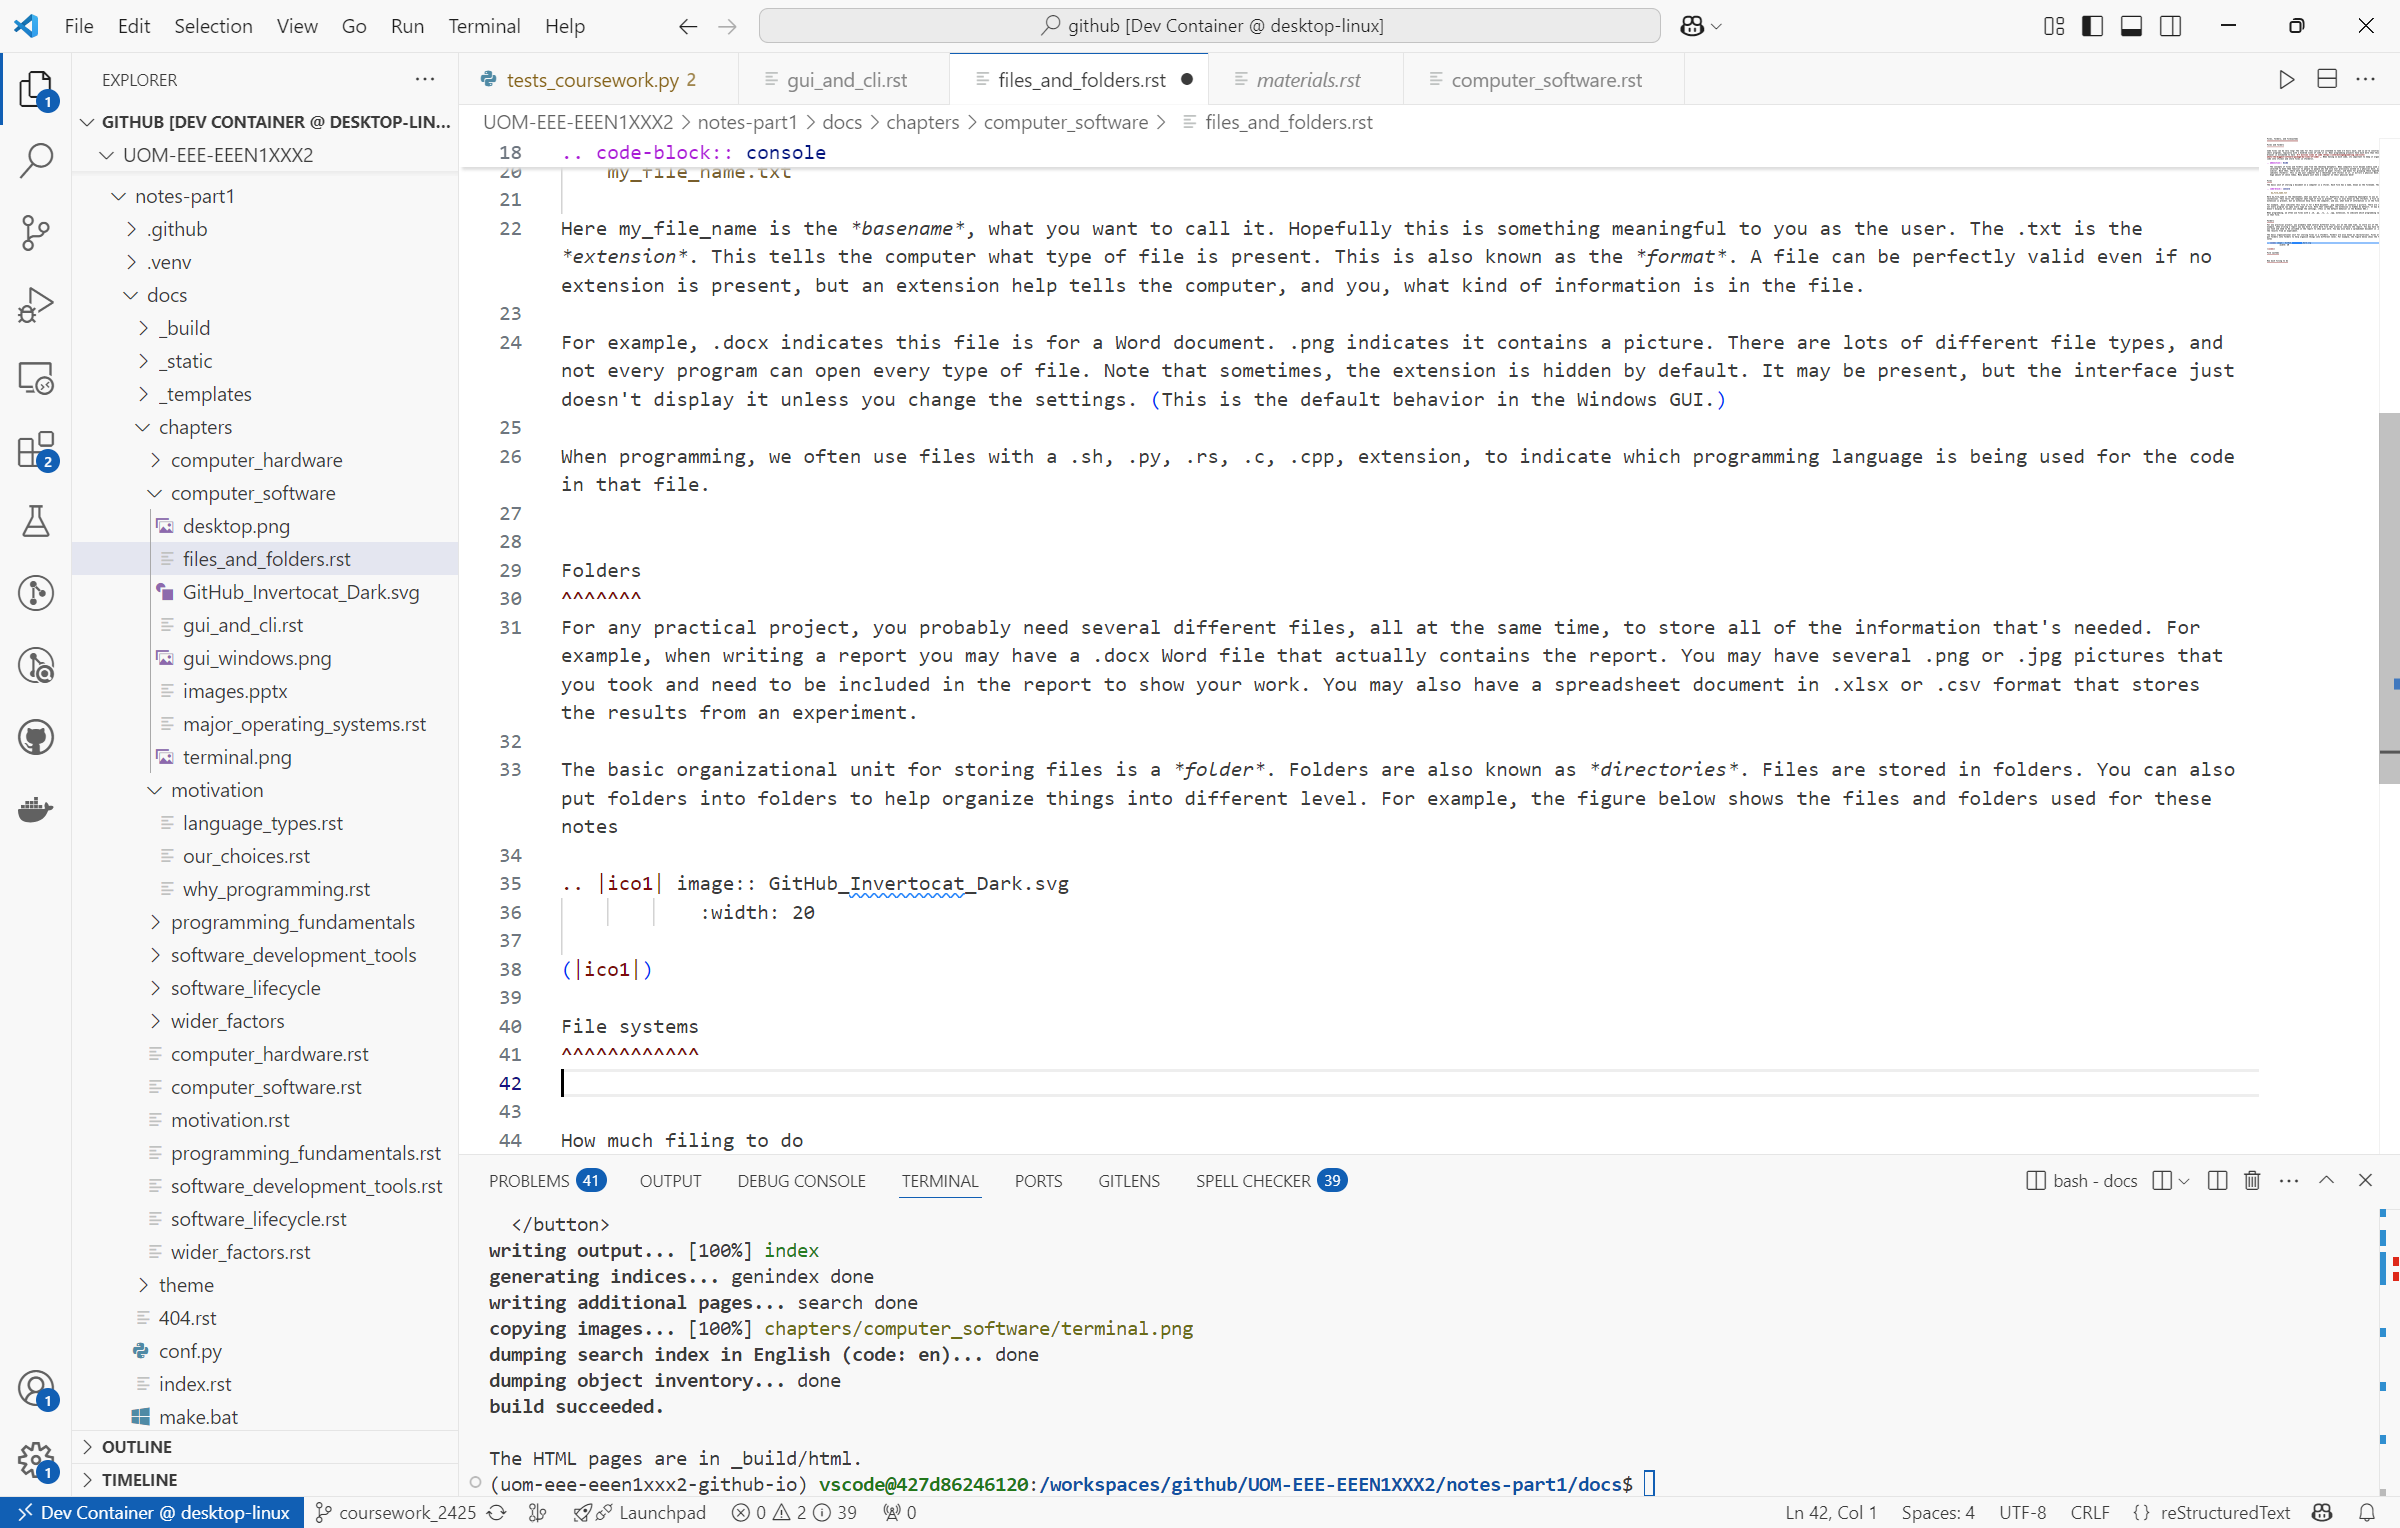 File Edit Selection View Go Run Terminal Help
github [Dev Container @ desktop-linux]
EXPLORER
GITHUB [DEV CONTAINER @ DESKTOP-LIN...
UOM-EEE-EEEN1XXX2
notes-part1
.github
.venv
docs
_build
_static
_templates
chapters
computer_hardware
computer_software
desktop.png
files_and_folders.rst
GitHub_Invertocat_Dark.svg
gui_and_cli.rst
gui_windows.png
images.pptx
major_operating_systems.rst
terminal.png
motivation
language_types.rst
our_choices.rst
why_programming.rst
programming_fundamentals
software_development_tools
software_lifecycle
wider_factors
computer_hardware.rst
computer_software.rst
motivation.rst
programming_fundamentals.rst
software_development_tools.rst
software_lifecycle.rst
wider_factors.rst
theme
404.rst
conf.py
index.rst
make.bat
OUTLINE
TIMELINE
1
2
1
1
tests_coursework.py 2 gui_and_cli.rst files_and_folders.rst materials.rst computer_software.rst
UOM-EEE-EEEN1XXX2 > notes-part1 > docs > chapters > computer_software > files_and_folders.rst
18 .. code-block:: console
20 my_file_name.txt
21
22 Here my_file_name is the *basename*, what you want to call it. Hopefully this is something meaningful to you as the user. The .txt is the
*extension*. This tells the computer what type of file is present. This is also known as the *format*. A file can be perfectly valid even if no
extension is present, but an extension help tells the computer, and you, what kind of information is in the file.
23
24 For example, .docx indicates this file is for a Word document. .png indicates it contains a picture. There are lots of different file types, and
not every program can open every type of file. Note that sometimes, the extension is hidden by default. It may be present, but the interface just
doesn't display it unless you change the settings. (This is the default behavior in the Windows GUI.)
25
26 When programming, we often use files with a .sh, .py, .rs, .c, .cpp, extension, to indicate which programming language is being used for the code
in that file.
27
28
29 Folders
30 ^^^^^^^
31 For any practical project, you probably need several different files, all at the same time, to store all of the information that's needed. For
example, when writing a report you may have a .docx Word file that actually contains the report. You may have several .png or .jpg pictures that
you took and need to be included in the report to show your work. You may also have a spreadsheet document in .xlsx or .csv format that stores
the results from an experiment.
32
33 The basic organizational unit for storing files is a *folder*. Folders are also known as *directories*. Files are stored in folders. You can also
put folders into folders to help organize things into different level. For example, the figure below shows the files and folders used for these
notes
34
35 .. |ico1| image:: GitHub_Invertocat_Dark.svg
36 :width: 20
37
38 (|ico1|)
39
40 File systems
41 ^^^^^^^^^^^^
42
43
44 How much filing to do
PROBLEMS 41 OUTPUT DEBUG CONSOLE TERMINAL PORTS GITLENS SPELL CHECKER 39 bash - docs
</button>
writing output... [100%] index
generating indices... genindex done
writing additional pages... search done
copying images... [100%] chapters/computer_software/terminal.png
dumping search index in English (code: en)... done
dumping object inventory... done
build succeeded.
The HTML pages are in _build/html.
(uom-eee-eeen1xxx2-github-io) vscode@427d86246120:/workspaces/github/UOM-EEE-EEEN1XXX2/notes-part1/docs$
Dev Container @ desktop-linux coursework_2425 Launchpad 0 2 39 0 Ln 42, Col 1 Spaces: 4 UTF-8 CRLF {} reStructuredText